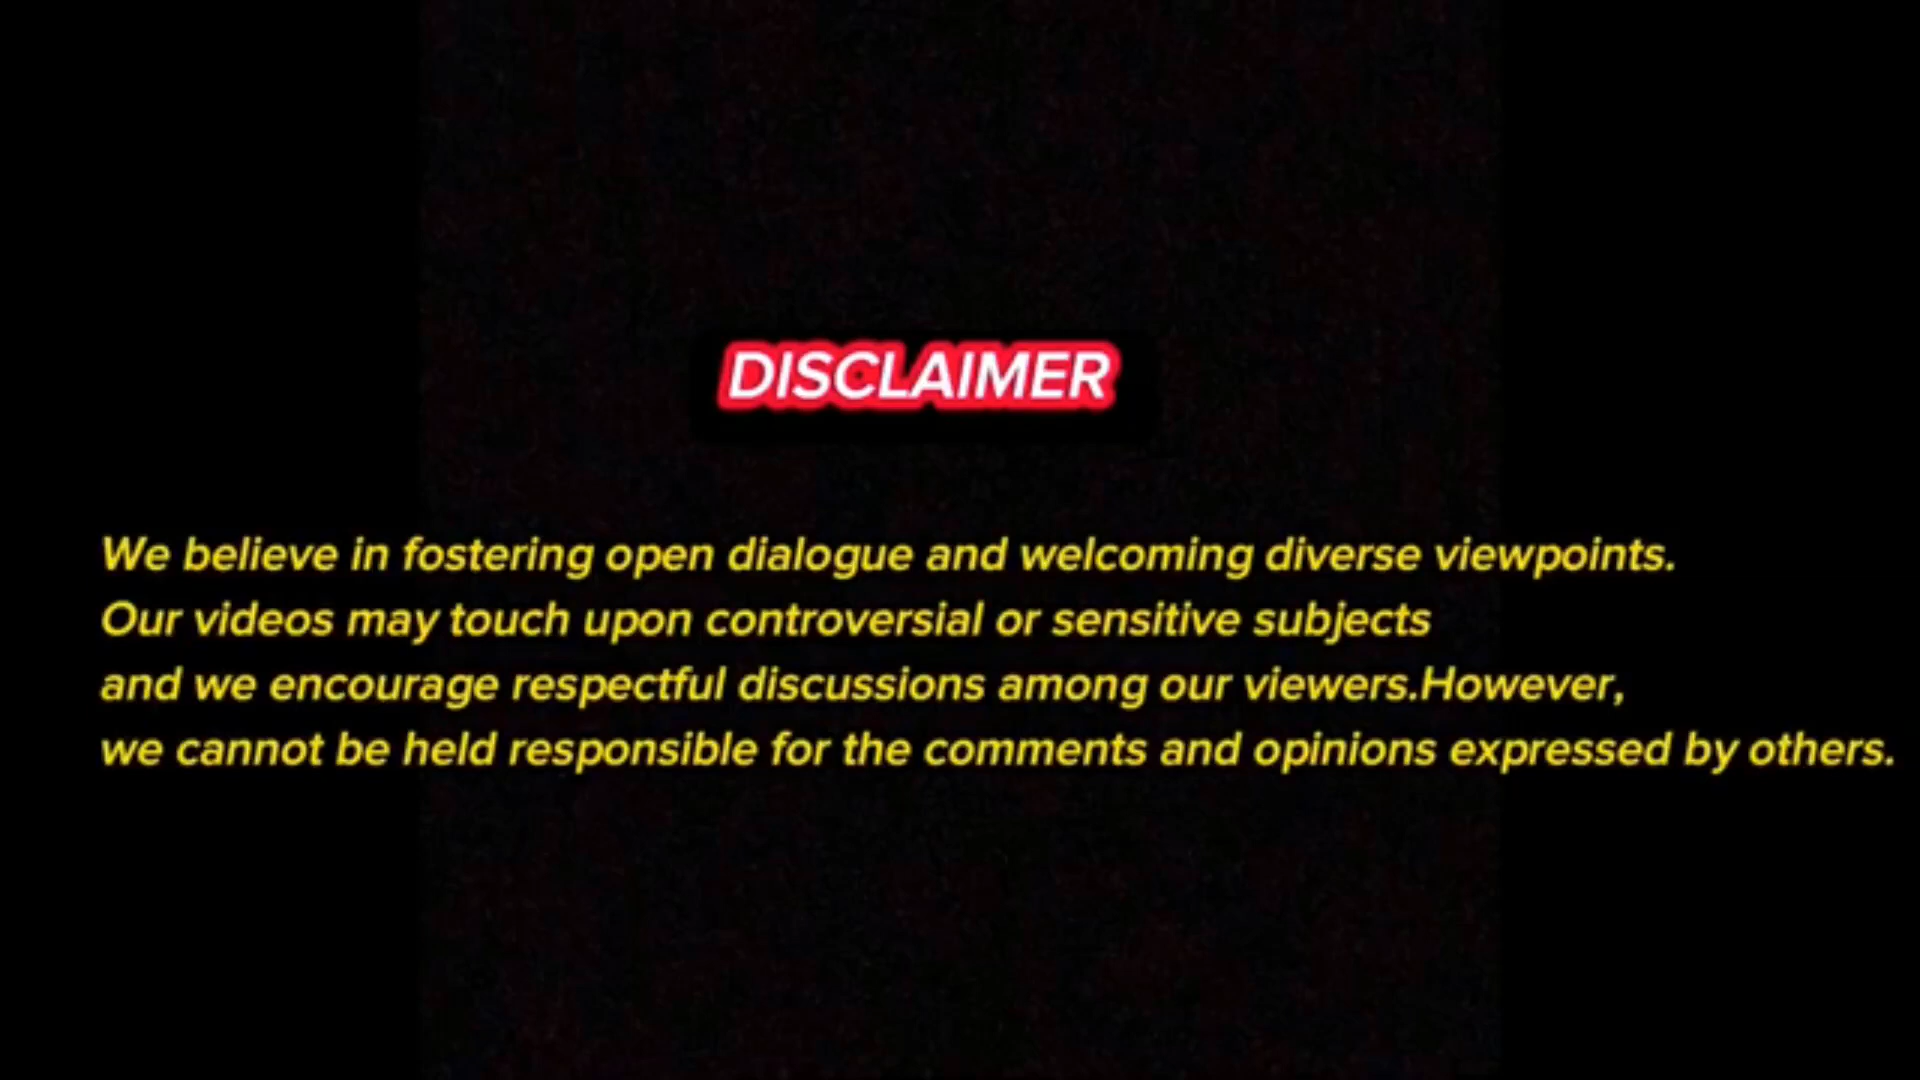 DISCLAIMER
We believe in fostering open dialogue and welcoming diverse viewpoints.
Our videos may touch upon controversial or sensitive subjects
and we encourage respectful discussions among our viewers.However,
we cannot be held responsible for the comments and opinions expressed by others.